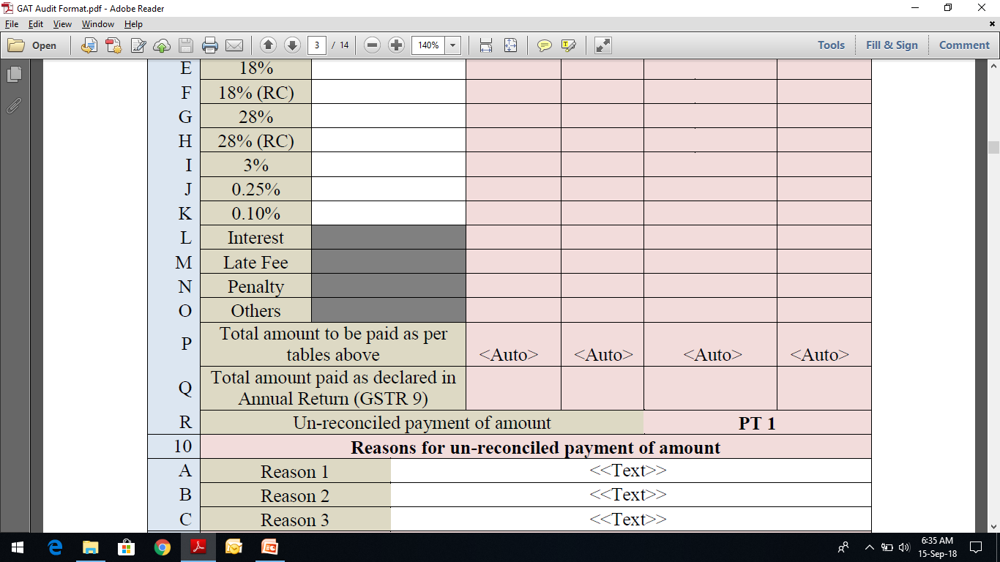 GAT Audit Format.pdf - Adobe Reader
File Edit View Window Help
Open 3 / 14 140% Tools Fill & Sign Comment
E 18%
F 18% (RC)
G 28%
H 28% (RC)
I 3%
J 0.25%
K 0.10%
L Interest
M Late Fee
N Penalty
O Others
P Total amount to be paid as per
tables above <Auto> <Auto> <Auto> <Auto>
Q Total amount paid as declared in
Annual Return (GSTR 9)
R Un-reconciled payment of amount PT 1
10 Reasons for un-reconciled payment of amount
A Reason 1 <<Text>>
B Reason 2 <<Text>>
C Reason 3 <<Text>>
6:35 AM
15-Sep-18